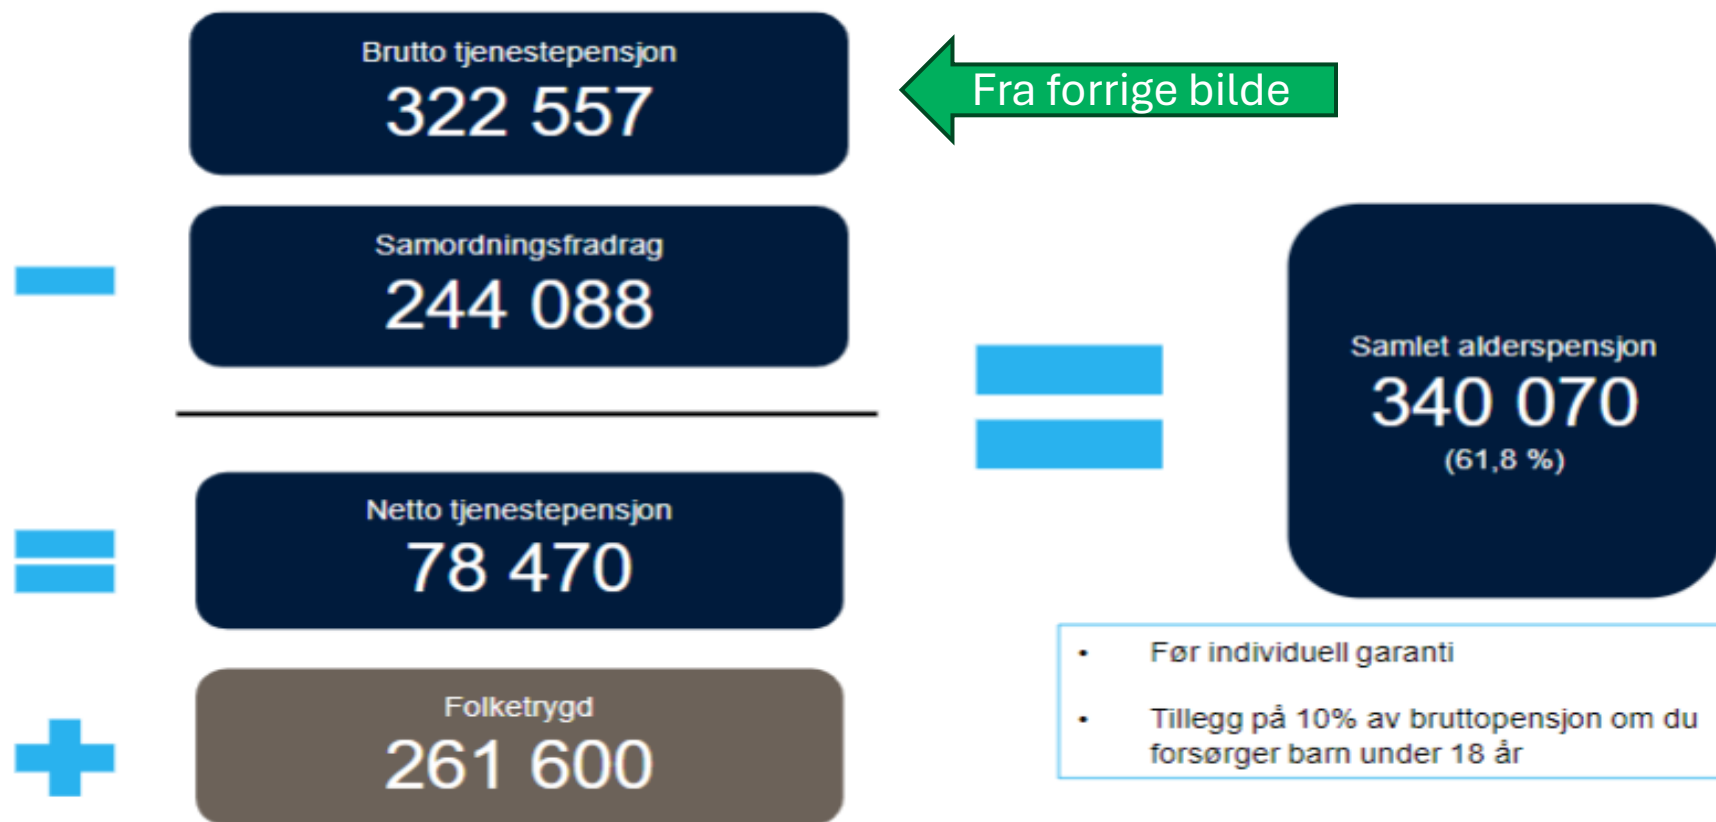 Brutto tjenestepensjon
322 557
Fra forrige bilde
Samordningsfradrag
244 088
Netto tjenestepensjon
78 470
Folketrygd
261 600
Samlet alderspensjon
340 070
(61,8 %)
• Før individuell garanti
• Tillegg på 10% av bruttopensjon om du
forsørger barn under 18 år